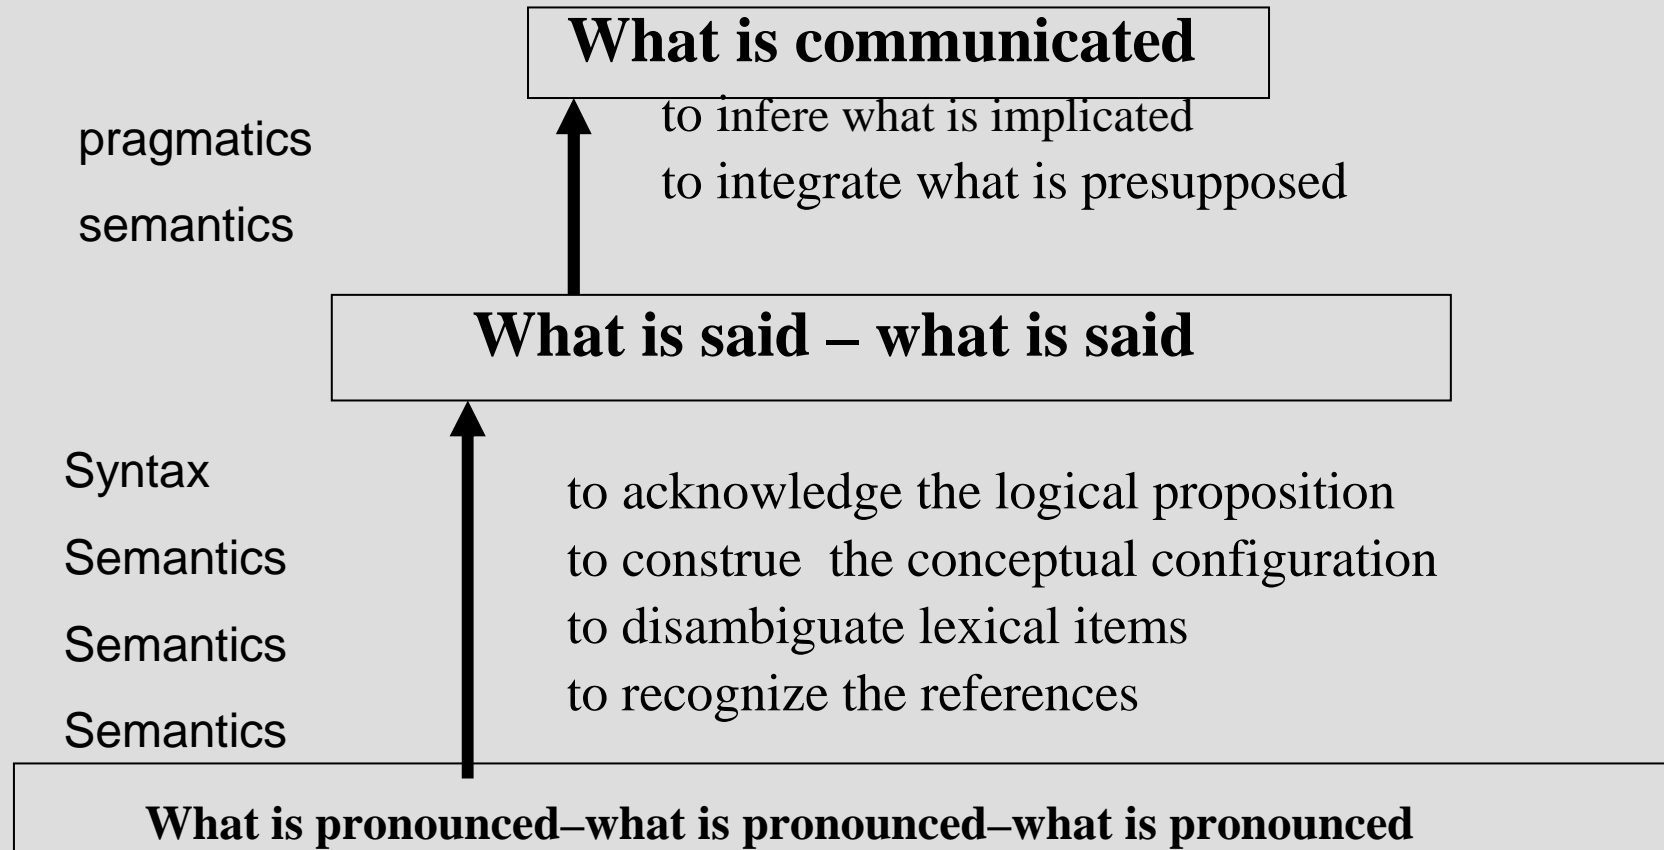 What is communicated
to infere what is implicated
pragmatics
to integrate what is presupposed
semantics
What is said – what is said
Syntax
to acknowledge the logical proposition
Semantics
to construe  the conceptual configuration
Semantics
to disambiguate lexical items
Semantics
to recognize the references
What is pronounced–what is pronounced–what is pronounced